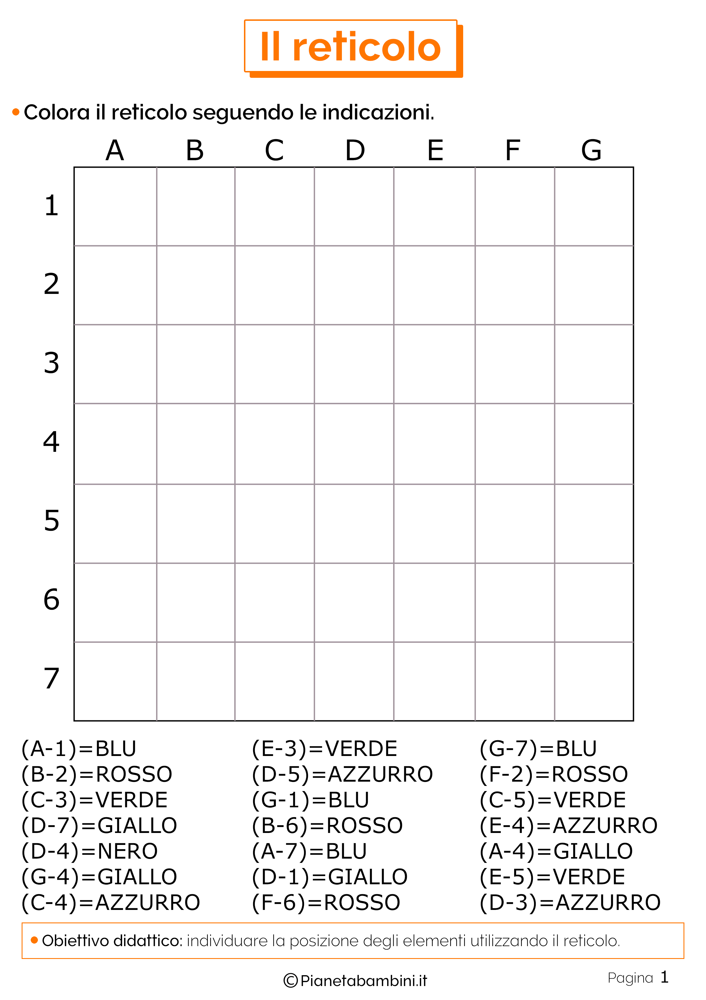 Il reticolo
Colora il reticolo seguendo le indicazioni.
A B C D E F G
1
2
3
4
5
6
7
(A-1)=BLU (E-3)=VERDE (G-7)=BLU
(B-2)=ROSSO (D-5)=AZZURRO (F-2)=ROSSO
(C-3)=VERDE (G-1)=BLU (C-5)=VERDE
(D-7)=GIALLO (B-6)=ROSSO (E-4)=AZZURRO
(D-4)=NERO (A-7)=BLU (A-4)=GIALLO
(G-4)=GIALLO (D-1)=GIALLO (E-5)=VERDE
(C-4)=AZZURRO (F-6)=ROSSO (D-3)=AZZURRO
Obiettivo didattico: individuare la posizione degli elementi utilizzando il reticolo.
©Pianetabambini.it
Pagina 1